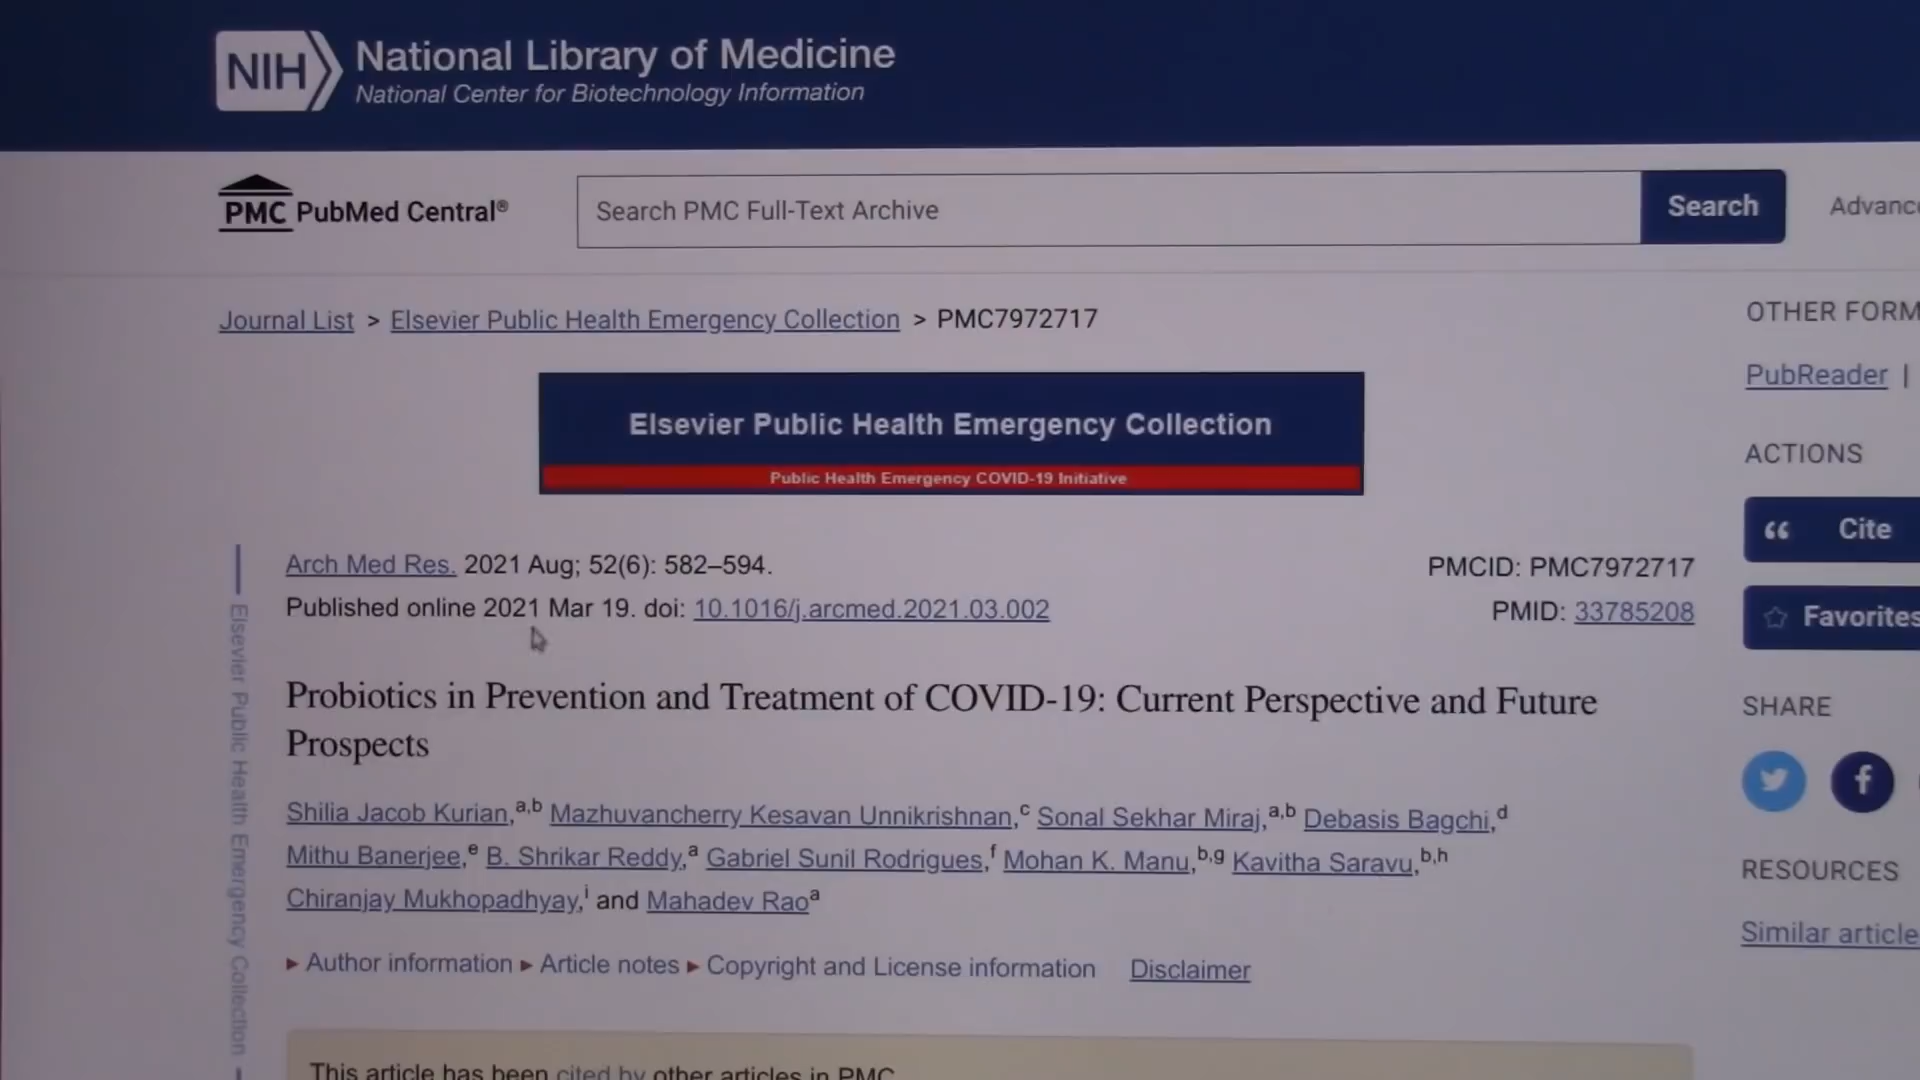 NIH National Library of Medicine
National Center for Biotechnology Information
PMC PubMed Central®
Search PMC Full-Text Archive
Search
Journal List > Elsevier Public Health Emergency Collection > PMC7972717
Elsevier Public Health Emergency Collection
Public Health Emergency COVID-19 Initiative
Arch Med Res. 2021 Aug; 52(6): 582–594.
PMCID: PMC7972717
Published online 2021 Mar 19. doi: 10.1016/j.arcmed.2021.03.002
PMID: 33785208
Probiotics in Prevention and Treatment of COVID-19: Current Perspective and Future
Prospects
Shilia Jacob Kurian,a,b Mazhuvancherry Kesavan Unnikrishnan,c Sonal Sekhar Miraj,a,b Debasis Bagchi,d
Mithu Banerjee,e B. Shrikar Reddy,a Gabriel Sunil Rodrigues,f Mohan K. Manu,b,g Kavitha Saravu,b,h
Chiranjay Mukhopadhyay,i and Mahadev Raoa
▸ Author information ▸ Article notes ▸ Copyright and License information Disclaimer
This article has been cited by other articles in PMC.
Elsevier Public Health Emergency Collection
OTHER FORM
PubReader |
ACTIONS
Cite
Favorites
SHARE
RESOURCES
Similar article